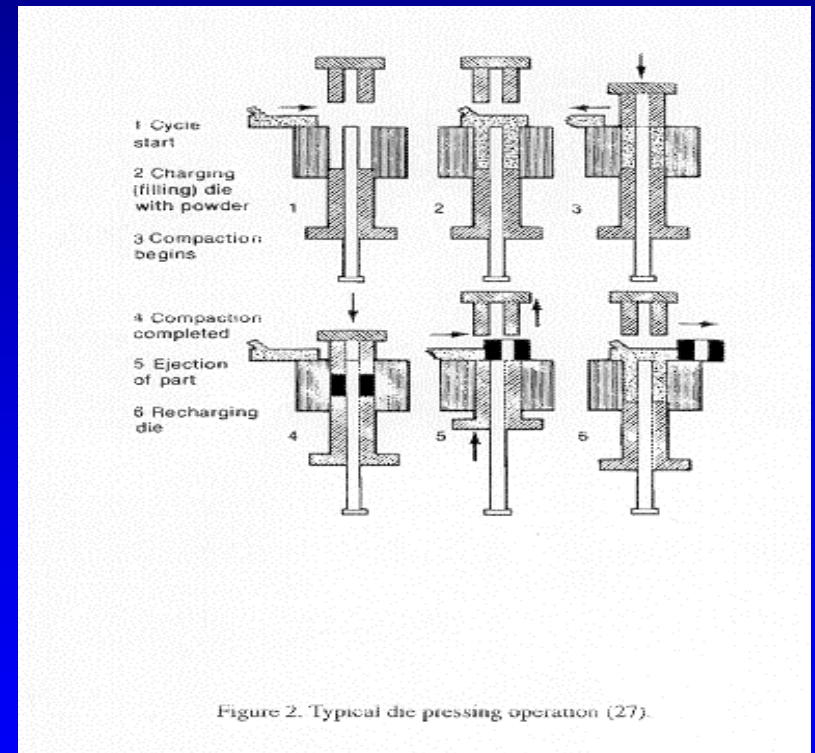 1 Cycle
start
2 Charging
(filling) die
with powder
3 Compaction
begins
1
2
3
4 Compaction
completed
5 Ejection
of part
6 Recharging
die
4
5
6
Figure 2. Typical die pressing operation (27).